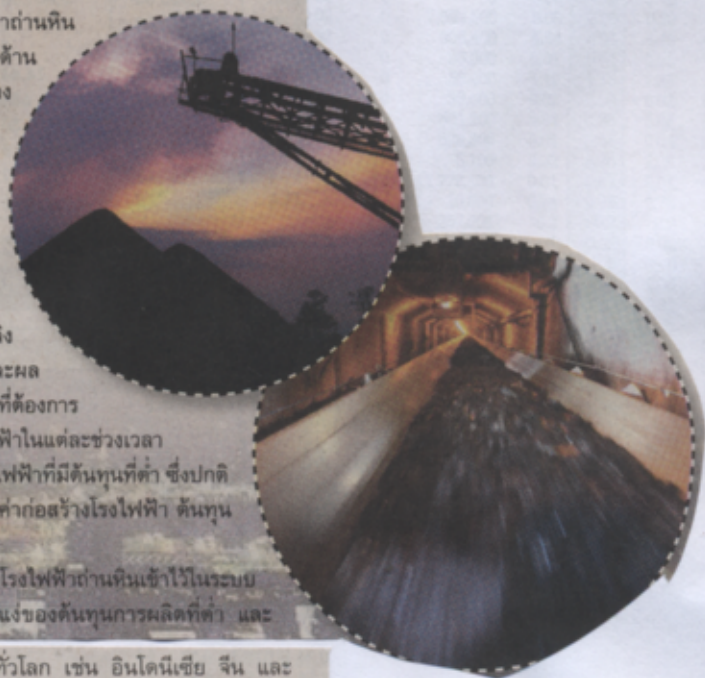 ถ่านหิน
ด้าน
ผล
ที่ต้องการ
ฟ้าในแต่ละช่วงเวลา
ไฟฟ้าที่มีต้นทุนที่ต่ำ ซึ่งปกติ
ค่าก่อสร้างโรงไฟฟ้า ต้นทุน
โรงไฟฟ้าถ่านหินเข้าไว้ในระบบ
แง่ของต้นทุนการผลิตที่ต่ำ และ
ทั่วโลก เช่น อินโดนีเซีย จีน และ